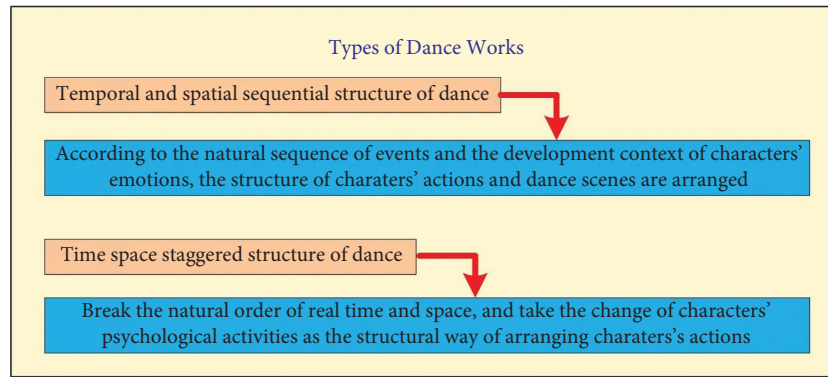 Types of Dance Works
Temporal and spatial sequential structure of dance
According to the natural sequence of events and the development context of characters'
emotions, the structure of charaters' actions and dance scenes are arranged
Time space staggered structure of dance
Break the natural order of real time and space, and take the change of characters'
psychological activities as the structural way of arranging charaters's actions